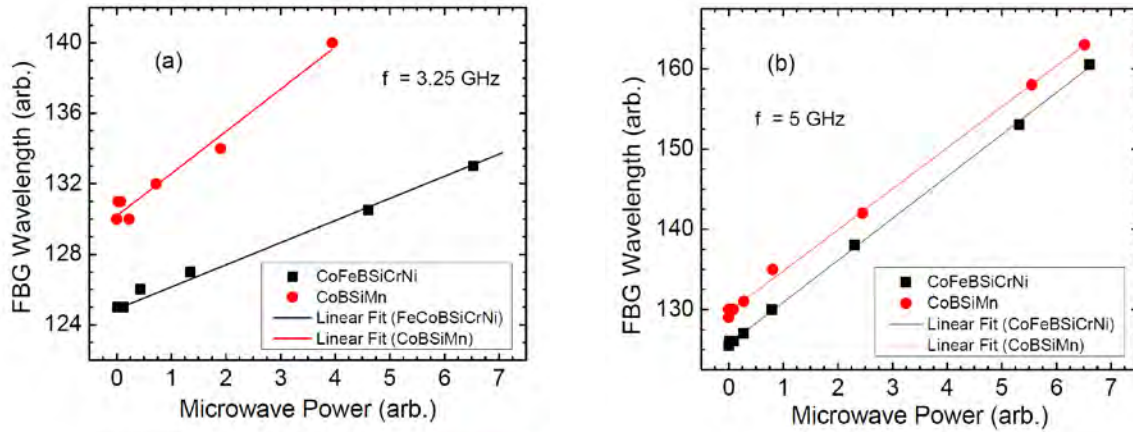 (a)
f = 3.25 GHz
FBG Wavelength (arb.)
140
136
132
128
124
CoFeBSiCrNi
CoBSiMn
Linear Fit (FeCoBSiCrNi)
Linear Fit (CoBSiMn)
0 1 2 3 4 5 6 7
Microwave Power (arb.)
(b)
f = 5 GHz
FBG Wavelength (arb.)
160
150
140
130
CoFeBSiCrNi
CoBSiMn
Linear Fit (CoFeBSiCrNi)
Linear Fit (CoBSiMn)
0 1 2 3 4 5 6 7
Microwave Power (arb.)